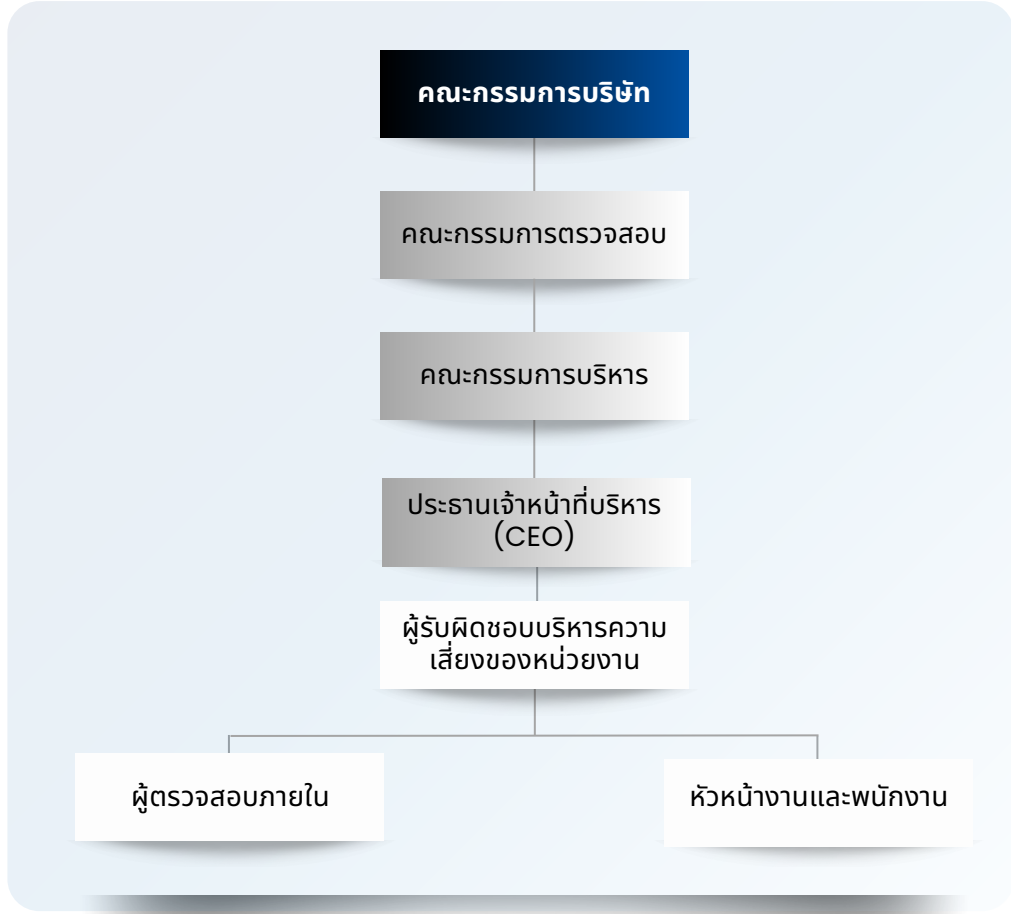 คณะกรรมการบริษัท
คณะกรรมการตรวจสอบ
คณะกรรมการบริหาร
ประธานเจ้าหน้าที่บริหาร
(CEO)
ผู้รับผิดชอบบริหารความ
เสี่ยงของหน่วยงาน
ผู้ตรวจสอบภายใน
หัวหน้างานและพนักงาน